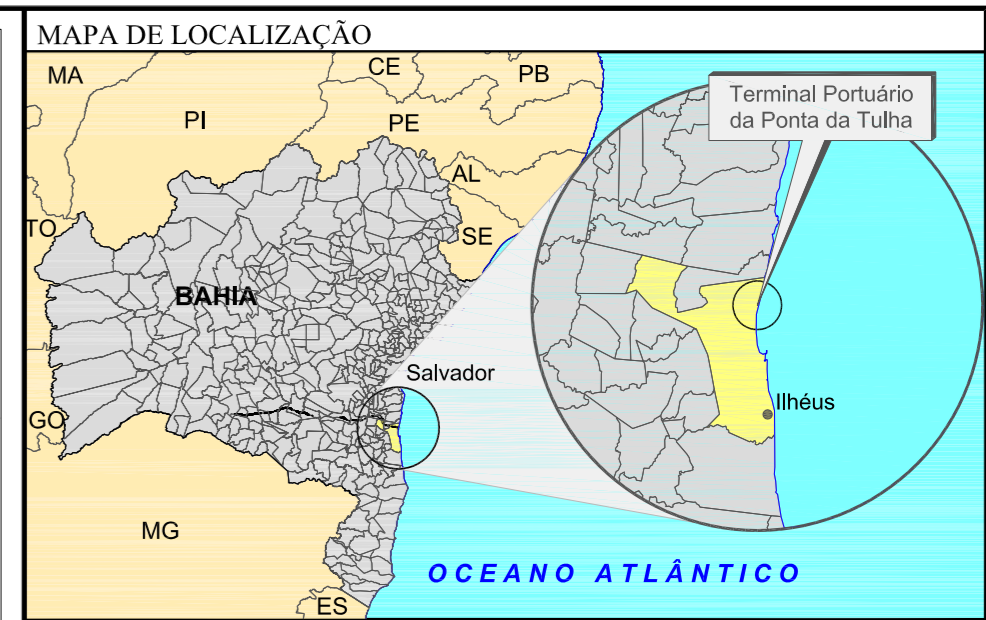 MAPA DE LOCALIZAÇÃO
MA
CE
PB
PI
PE
Terminal Portuário
da Ponta da Tulha
AL
TO
SE
BAHIA
Salvador
Ilhéus
GO
MG
OCEANO ATLÂNTICO
ES